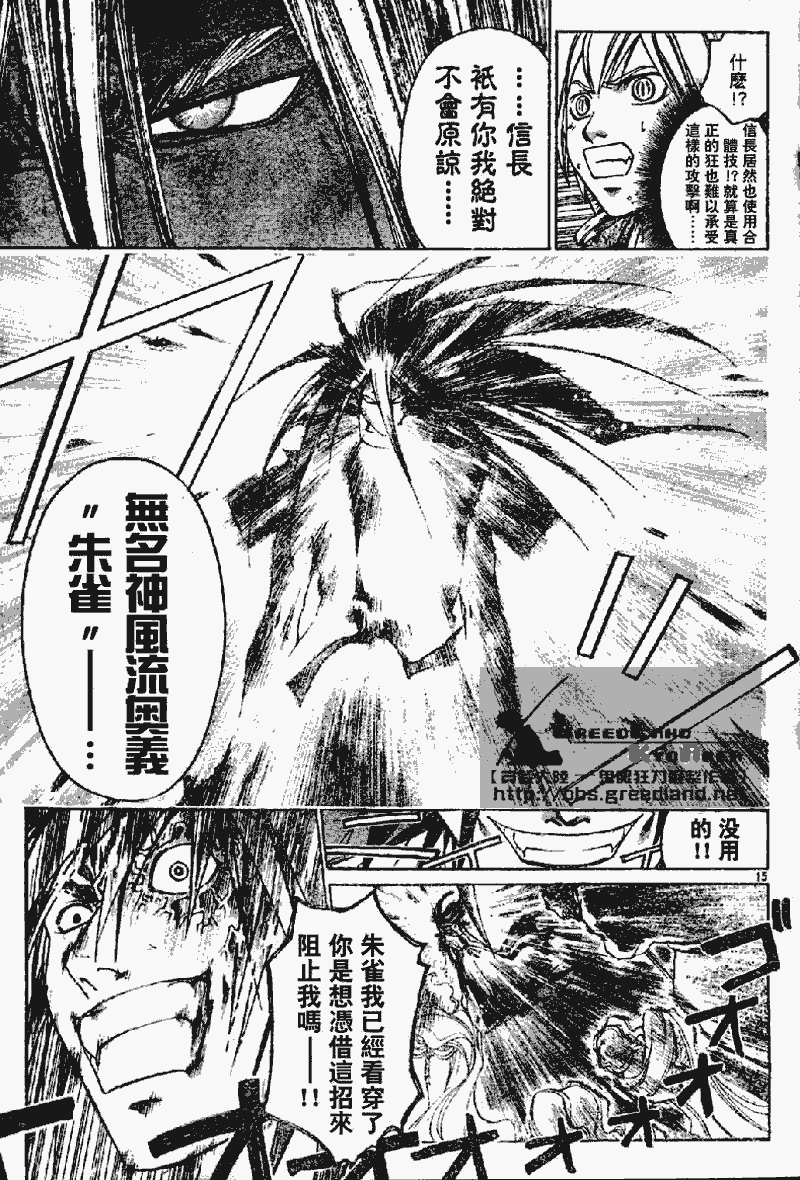 什麽!?
信長居然也使用合
體技!?就算是真
正的狂也難以承受
這樣的攻擊啊……
……信長
衹有你我絕對
不會原諒……
無名神風流奧義
"朱雀"——…
GREEDLAND
http://bbs.greedland.net
没用
的!!
15
朱雀我已經看穿了
你是想憑借這招來
阻止我嗎——!!
ゴオオオオオオ